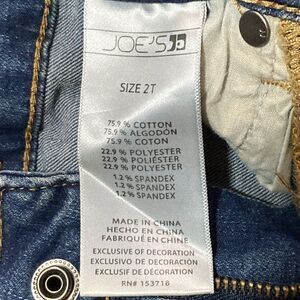 JOE'S
SIZE 2T
75.9 % COTTON
75.9 % ALGODÓN
75.9 % COTON
22.9 % POLYESTER
22.9 % POLIÉSTER
22.9 % POLYESTER
1.2 % SPANDEX
1.2 % SPANDEX
1.2 % SPANDEX
MADE IN CHINA
HECHO EN CHINA
FABRIQUÉ EN CHINE
EXCLUSIVE OF DECORATION
EXCLUSIVO DE DECORACIÓN
EXCLUSIF DE DÉCORATION
RN# 153718